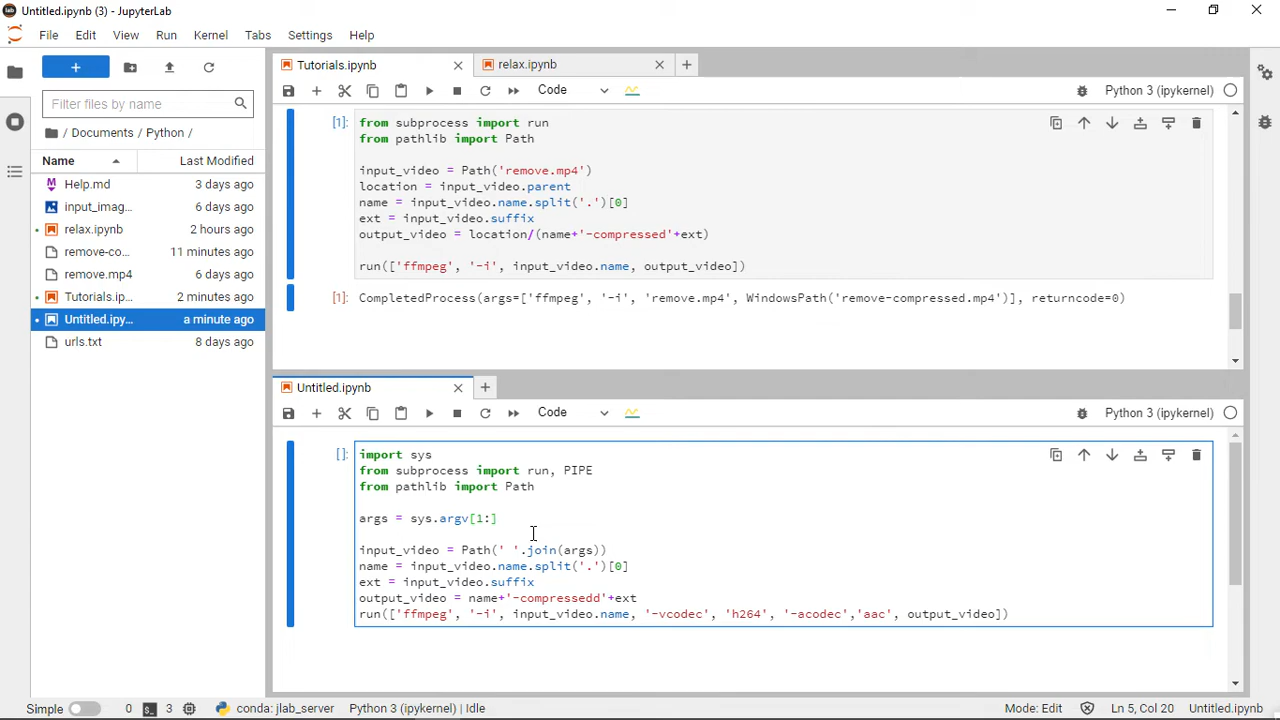 Untitled.ipynb (3) - JupyterLab
File Edit View Run Kernel Tabs Settings Help
+
Filter files by name
/ Documents / Python /
Name Last Modified
Help.md 3 days ago
input_imag... 6 days ago
relax.ipynb 2 hours ago
remove-co... 11 minutes ago
remove.mp4 6 days ago
Tutorials.ip... 2 minutes ago
Untitled.ipy... a minute ago
urls.txt 8 days ago
Tutorials.ipynb relax.ipynb
Code Python 3 (ipykernel)
[1]: from subprocess import run
from pathlib import Path
input_video = Path('remove.mp4')
location = input_video.parent
name = input_video.name.split('.')[0]
ext = input_video.suffix
output_video = location/(name+'-compressed'+ext)
run(['ffmpeg', '-i', input_video.name, output_video])
[1]: CompletedProcess(args=['ffmpeg', '-i', 'remove.mp4', WindowsPath('remove-compressed.mp4')], returncode=0)
Untitled.ipynb
Code Python 3 (ipykernel)
[]: import sys
from subprocess import run, PIPE
from pathlib import Path
args = sys.argv[1:]
input_video = Path(' '.join(args))
name = input_video.name.split('.')[0]
ext = input_video.suffix
output_video = name+'-compressedd'+ext
run(['ffmpeg', '-i', input_video.name, '-vcodec', 'h264', '-acodec','aac', output_video])
Simple 0 $_ 3 conda: jlab_server Python 3 (ipykernel) | Idle Mode: Edit Ln 5, Col 20 Untitled.ipynb